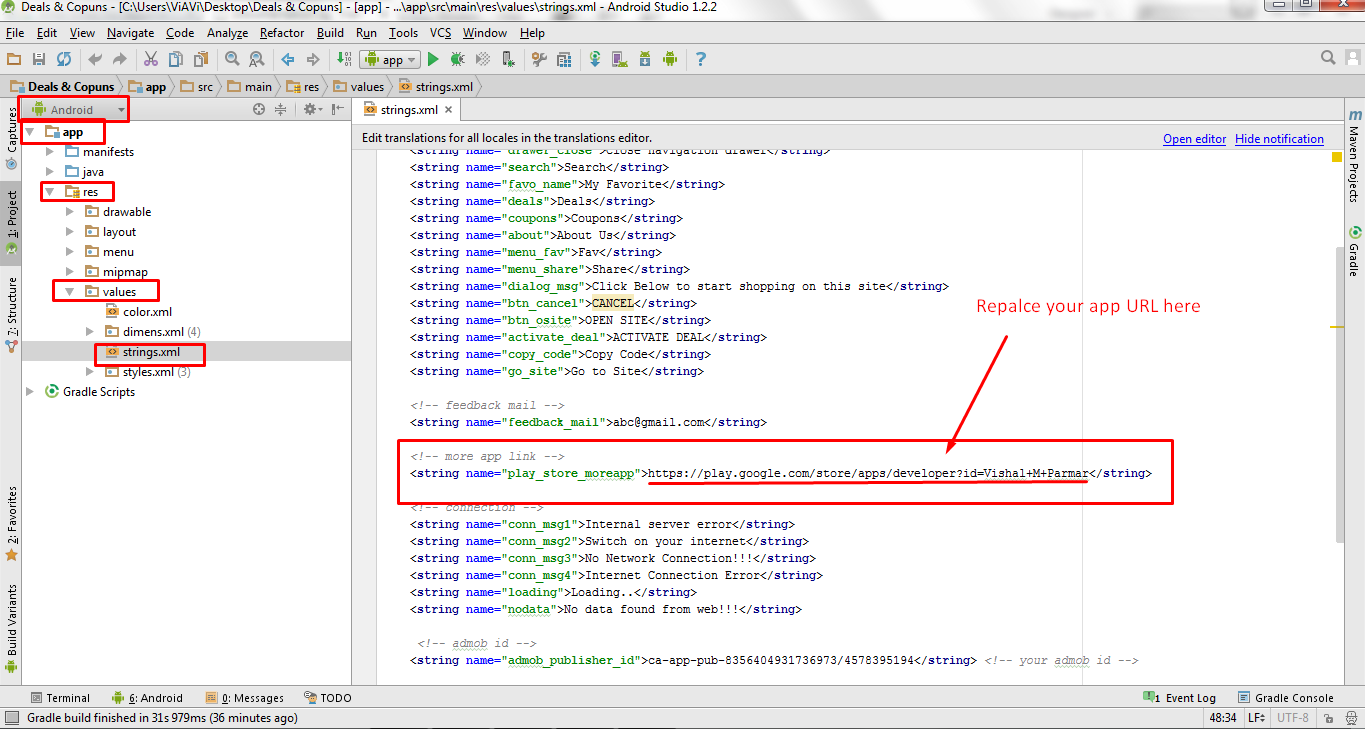 Deals & Copuns - [C:\Users\ViAVi\Desktop\Deals & Copuns] - [app] - ...\app\src\main\res\values\strings.xml - Android Studio 1.2.2
File Edit View Navigate Code Analyze Refactor Build Run Tools VCS Window Help
app
Deals & Copuns app src main res values strings.xml
Captures
1: Project
7: Structure
2: Favorites
Build Variants
Android
app
manifests
java
res
drawable
layout
menu
mipmap
values
color.xml
dimens.xml (4)
strings.xml
styles.xml (3)
Gradle Scripts
strings.xml
Edit translations for all locales in the translations editor. Open editor Hide notification
<string name="drawer_close">Close navigation drawer</string>
<string name="search">Search</string>
<string name="favo_name">My Favorite</string>
<string name="deals">Deals</string>
<string name="coupons">Coupons</string>
<string name="about">About Us</string>
<string name="menu_fav">Fav</string>
<string name="menu_share">Share</string>
<string name="dialog_msg">Click Below to start shopping on this site</string>
<string name="btn_cancel">CANCEL</string>
<string name="btn_osite">OPEN SITE</string>
<string name="activate_deal">ACTIVATE DEAL</string>
<string name="copy_code">Copy Code</string>
<string name="go_site">Go to Site</string>
Repalce your app URL here
<!-- feedback mail -->
<string name="feedback_mail">abc@gmail.com</string>
<!-- more app link -->
<string name="play_store_moreapp">https://play.google.com/store/apps/developer?id=Vishal+M+Parmar</string>
<!-- connection -->
<string name="conn_msg1">Internal server error</string>
<string name="conn_msg2">Switch on your internet</string>
<string name="conn_msg3">No Network Connection!!!</string>
<string name="conn_msg4">Internet Connection Error</string>
<string name="loading">Loading..</string>
<string name="nodata">No data found from web!!!</string>
<!-- admob id -->
<string name="admob_publisher_id">ca-app-pub-8356404931736973/4578395194</string> <!-- your admob id -->
m Maven Projects
Gradle
Terminal 6: Android 0: Messages TODO 1 Event Log Gradle Console
Gradle build finished in 31s 979ms (36 minutes ago) 48:34 LF UTF-8